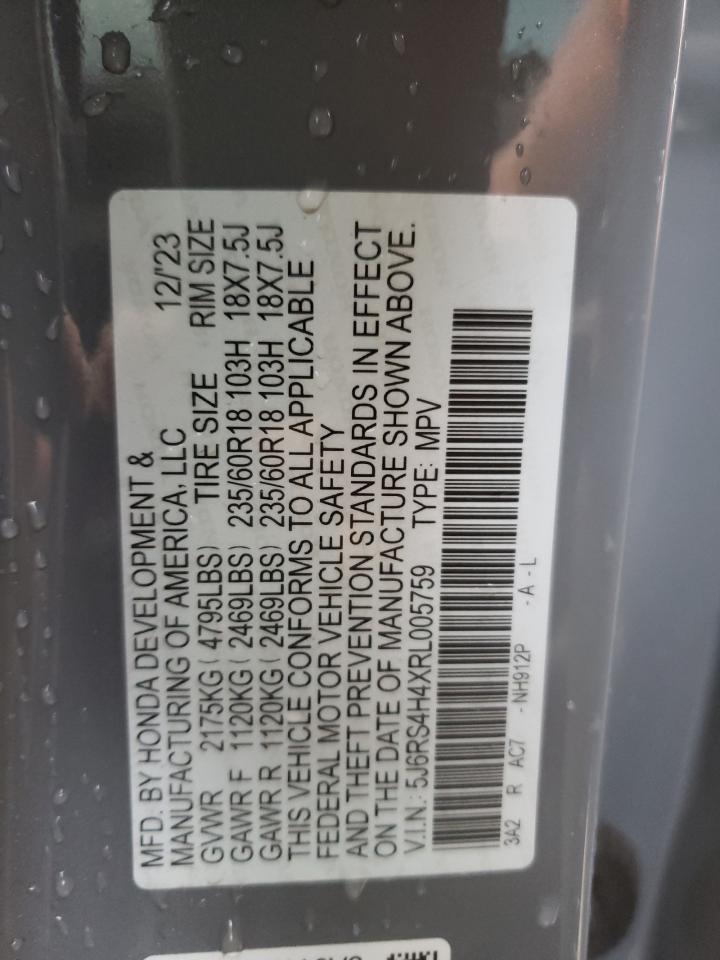 MFD. BY HONDA DEVELOPMENT &
MANUFACTURING OF AMERICA, LLC 12/'23
GVWR 2175KG ( 4795LBS) TIRE SIZE RIM SIZE
GAWR F 1120KG ( 2469LBS) 235/60R18 103H 18X7.5J
GAWR R 1120KG ( 2469LBS) 235/60R18 103H 18X7.5J
THIS VEHICLE CONFORMS TO ALL APPLICABLE
FEDERAL MOTOR VEHICLE SAFETY
AND THEFT PREVENTION STANDARDS IN EFFECT
ON THE DATE OF MANUFACTURE SHOWN ABOVE.
V.I.N.: 5J6RS4H4XRL005759 TYPE: MPV
3A2 R AC7 -NH912P -A -L